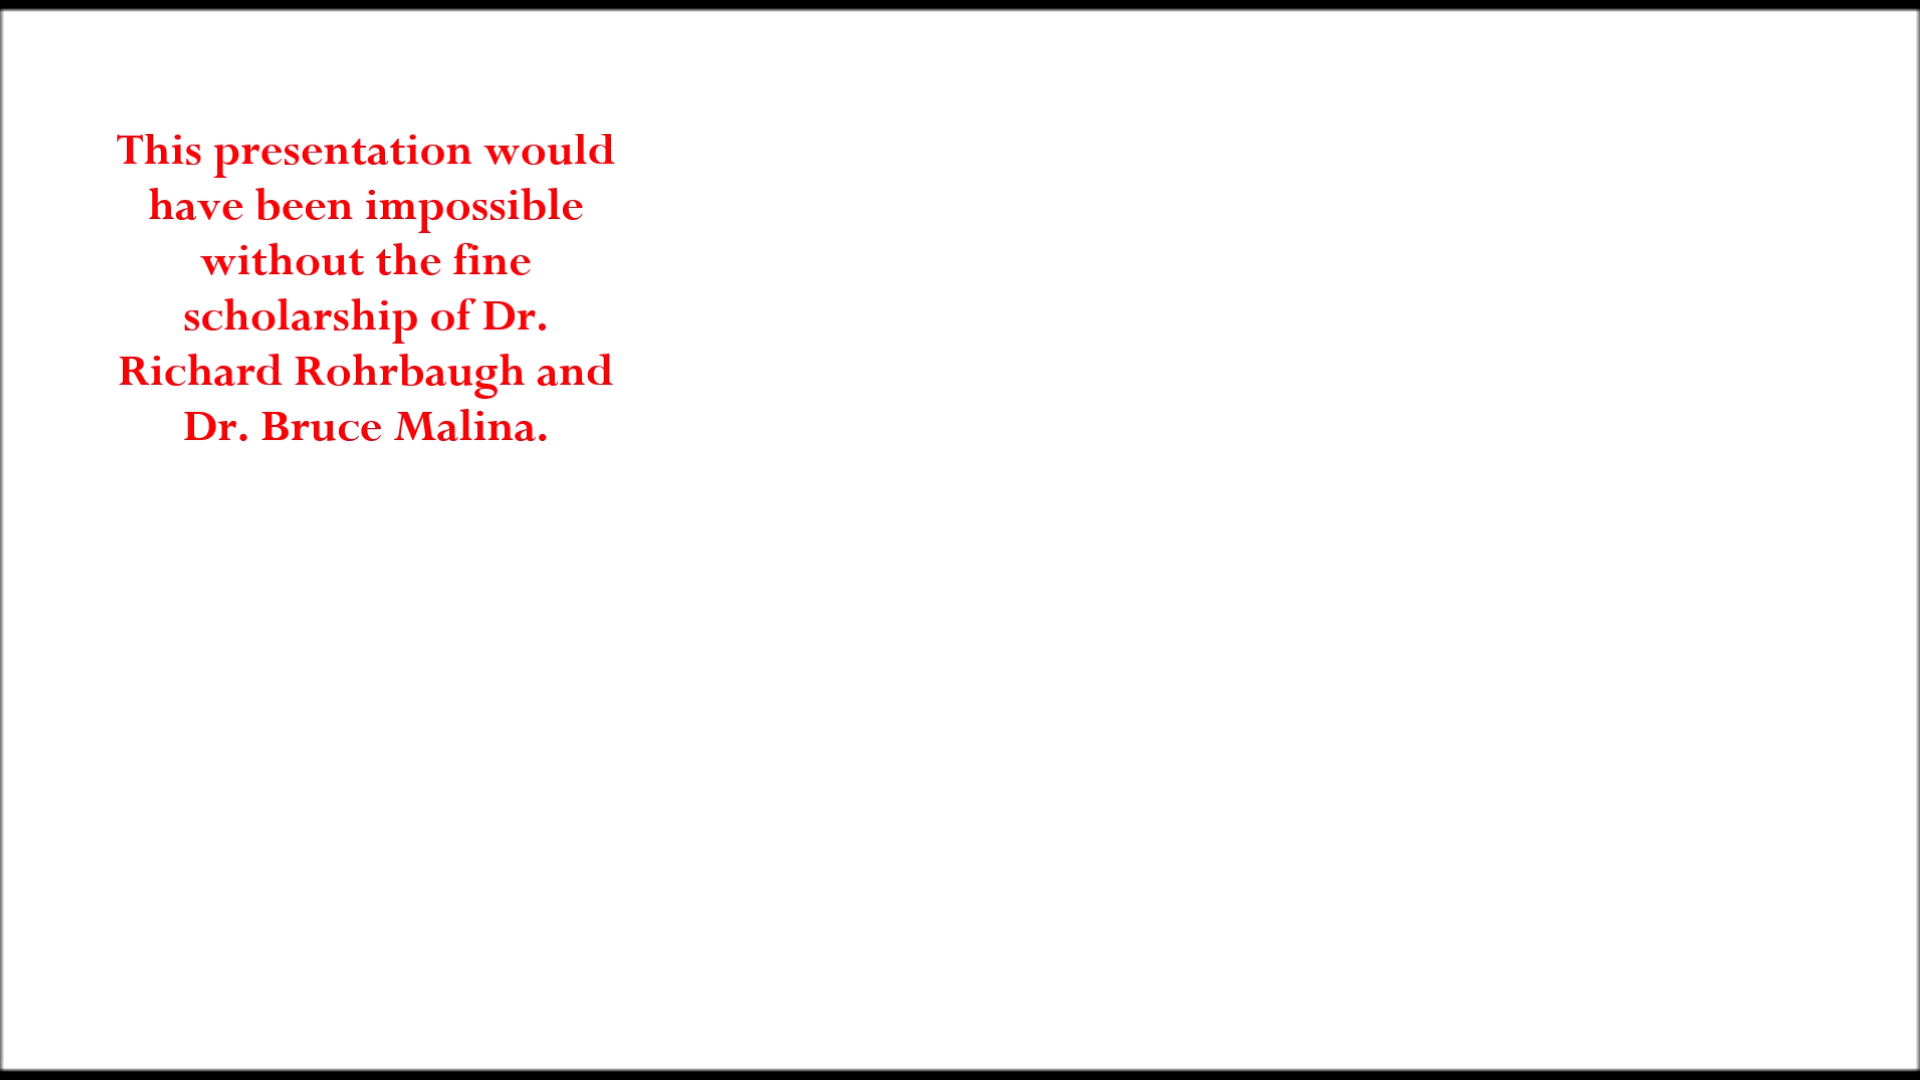 This presentation would
have been impossible
without the fine
scholarship of Dr.
Richard Rohrbaugh and
Dr. Bruce Malina.